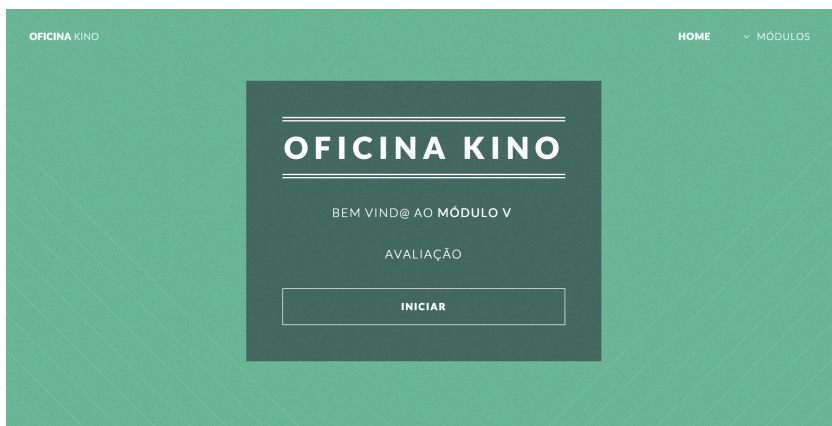 OFICINA KINO
HOME
MÓDULOS
OFICINA KINO
BEM VIND@ AO MÓDULO V
AVALIAÇÃO
INICIAR